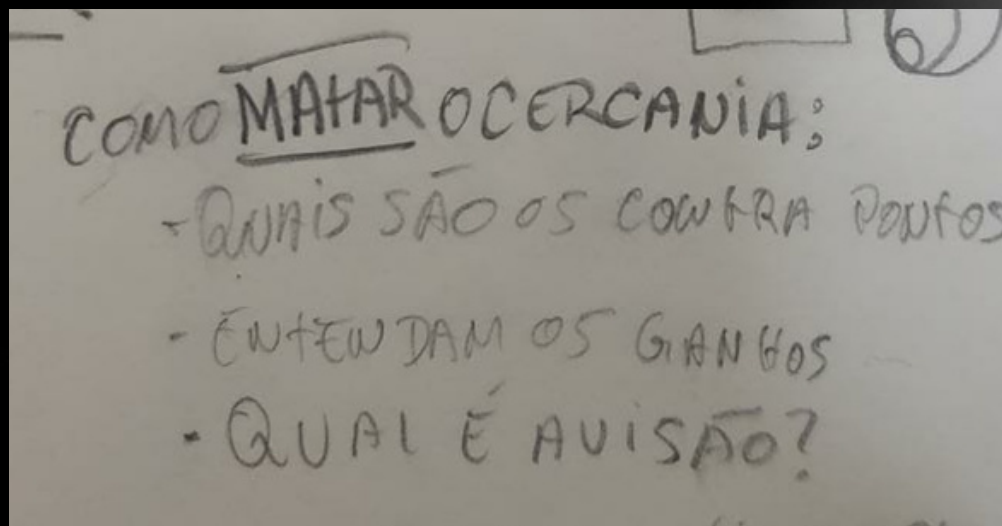 COMO MATAR O CERCANIA:
- QUAIS SÃO OS CONTRA PONTOS
- ENTENDAM OS GANHOS
- QUAL É A VISÃO?